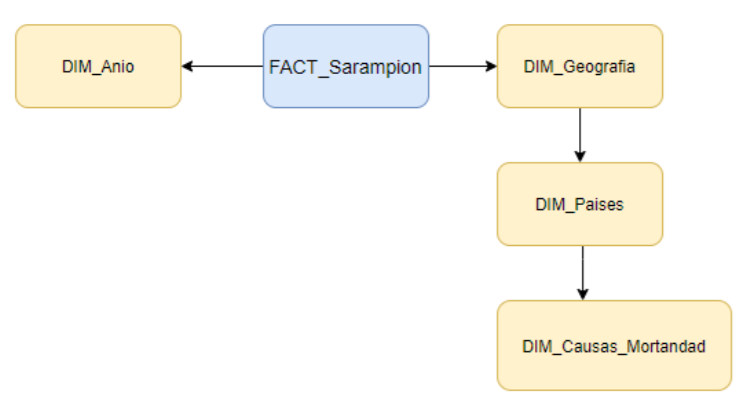 DIM_Anio
FACT_Sarampion
DIM_Geografia
DIM_Paises
DIM_Causas_Mortandad